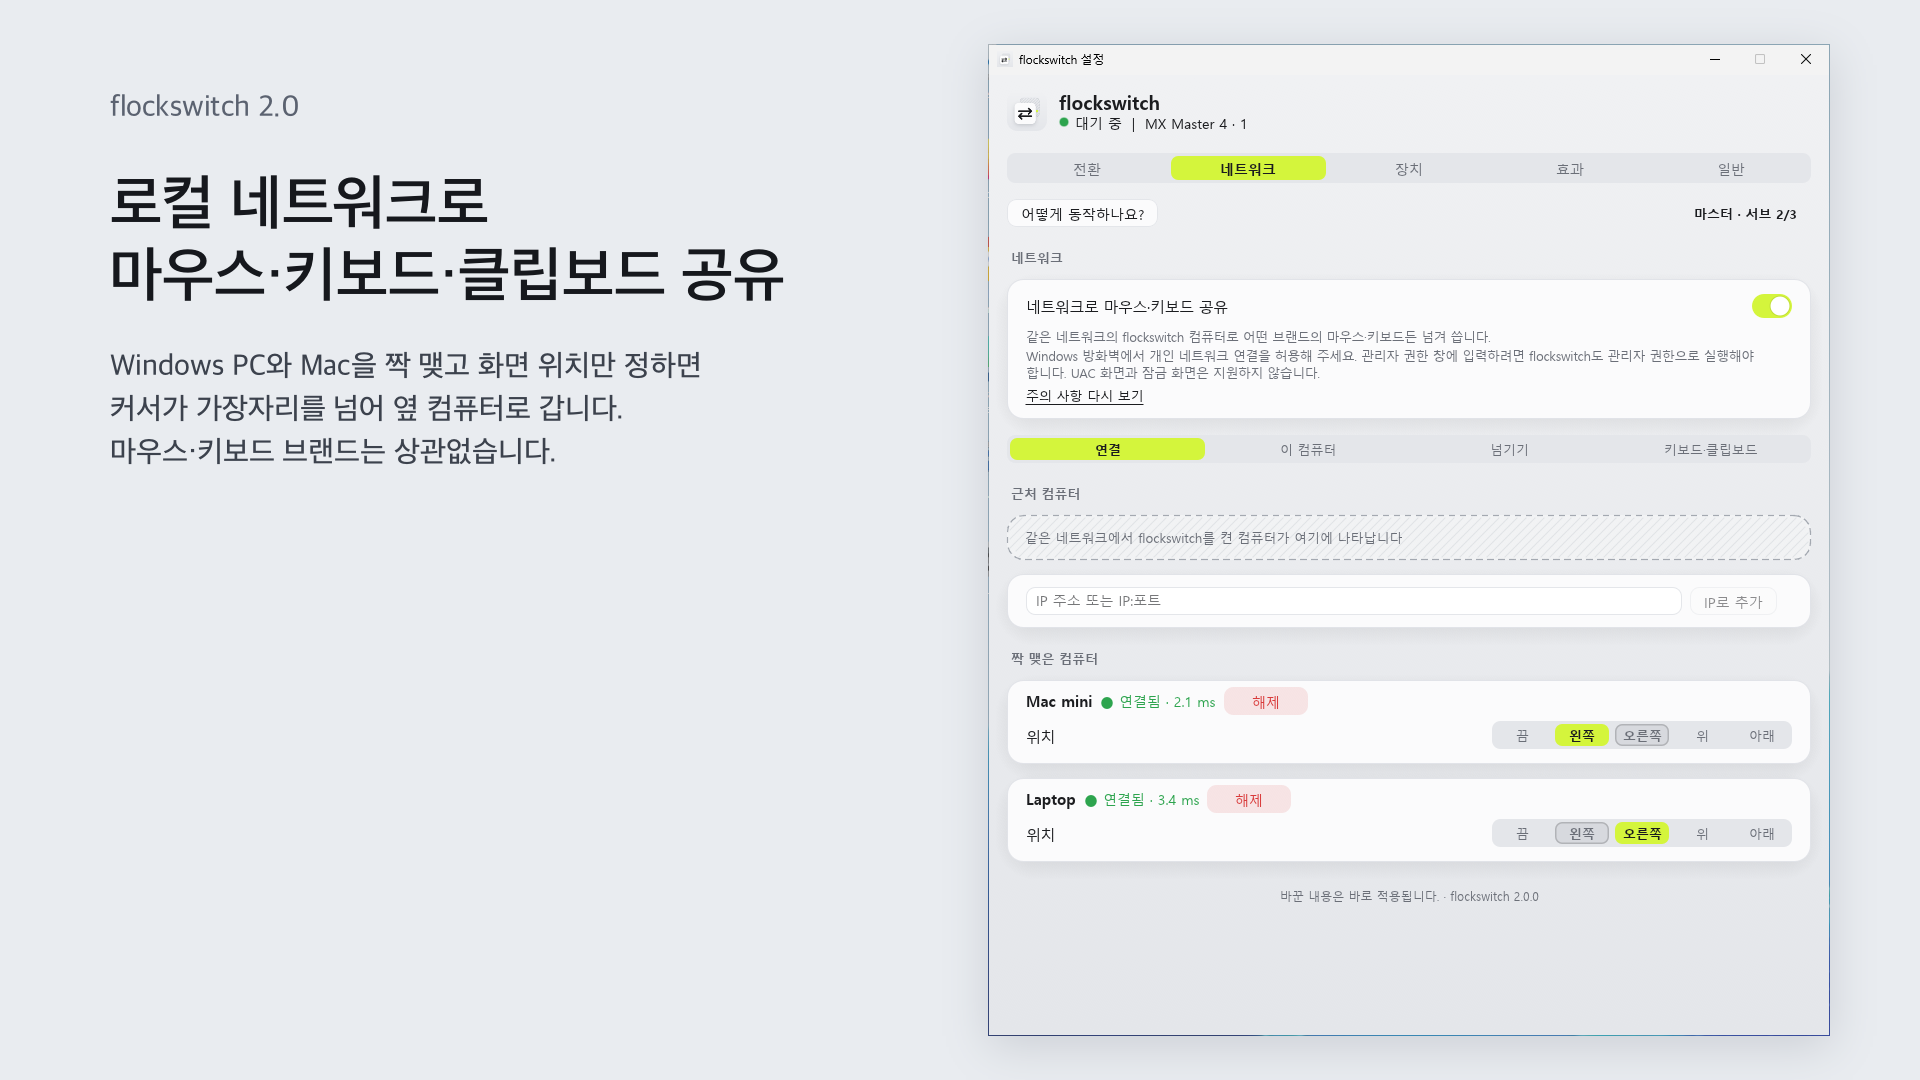 flockswitch 2.0
로컬 네트워크로
마우스·키보드·클립보드 공유
Windows PC와 Mac을 짝 맺고 화면 위치만 정하면
커서가 가장자리를 넘어 옆 컴퓨터로 갑니다.
마우스·키보드 브랜드는 상관없습니다.
flockswitch 설정
flockswitch
대기 중 | MX Master 4 · 1
전환 네트워크 장치 효과 일반
어떻게 동작하나요? 마스터 · 서브 2/3
네트워크
네트워크로 마우스·키보드 공유
같은 네트워크의 flockswitch 컴퓨터로 어떤 브랜드의 마우스·키보드든 넘겨 씁니다.
Windows 방화벽에서 개인 네트워크 연결을 허용해 주세요. 관리자 권한 창에 입력하려면 flockswitch도 관리자 권한으로 실행해야
합니다. UAC 화면과 잠금 화면은 지원하지 않습니다.
주의 사항 다시 보기
연결 이 컴퓨터 넘기기 키보드·클립보드
근처 컴퓨터
같은 네트워크에서 flockswitch를 켠 컴퓨터가 여기에 나타납니다
IP 주소 또는 IP:포트 IP로 추가
짝 맺은 컴퓨터
Mac mini 연결됨 · 2.1 ms 해제
위치 끔 왼쪽 오른쪽 위 아래
Laptop 연결됨 · 3.4 ms 해제
위치 끔 왼쪽 오른쪽 위 아래
바꾼 내용은 바로 적용됩니다. · flockswitch 2.0.0